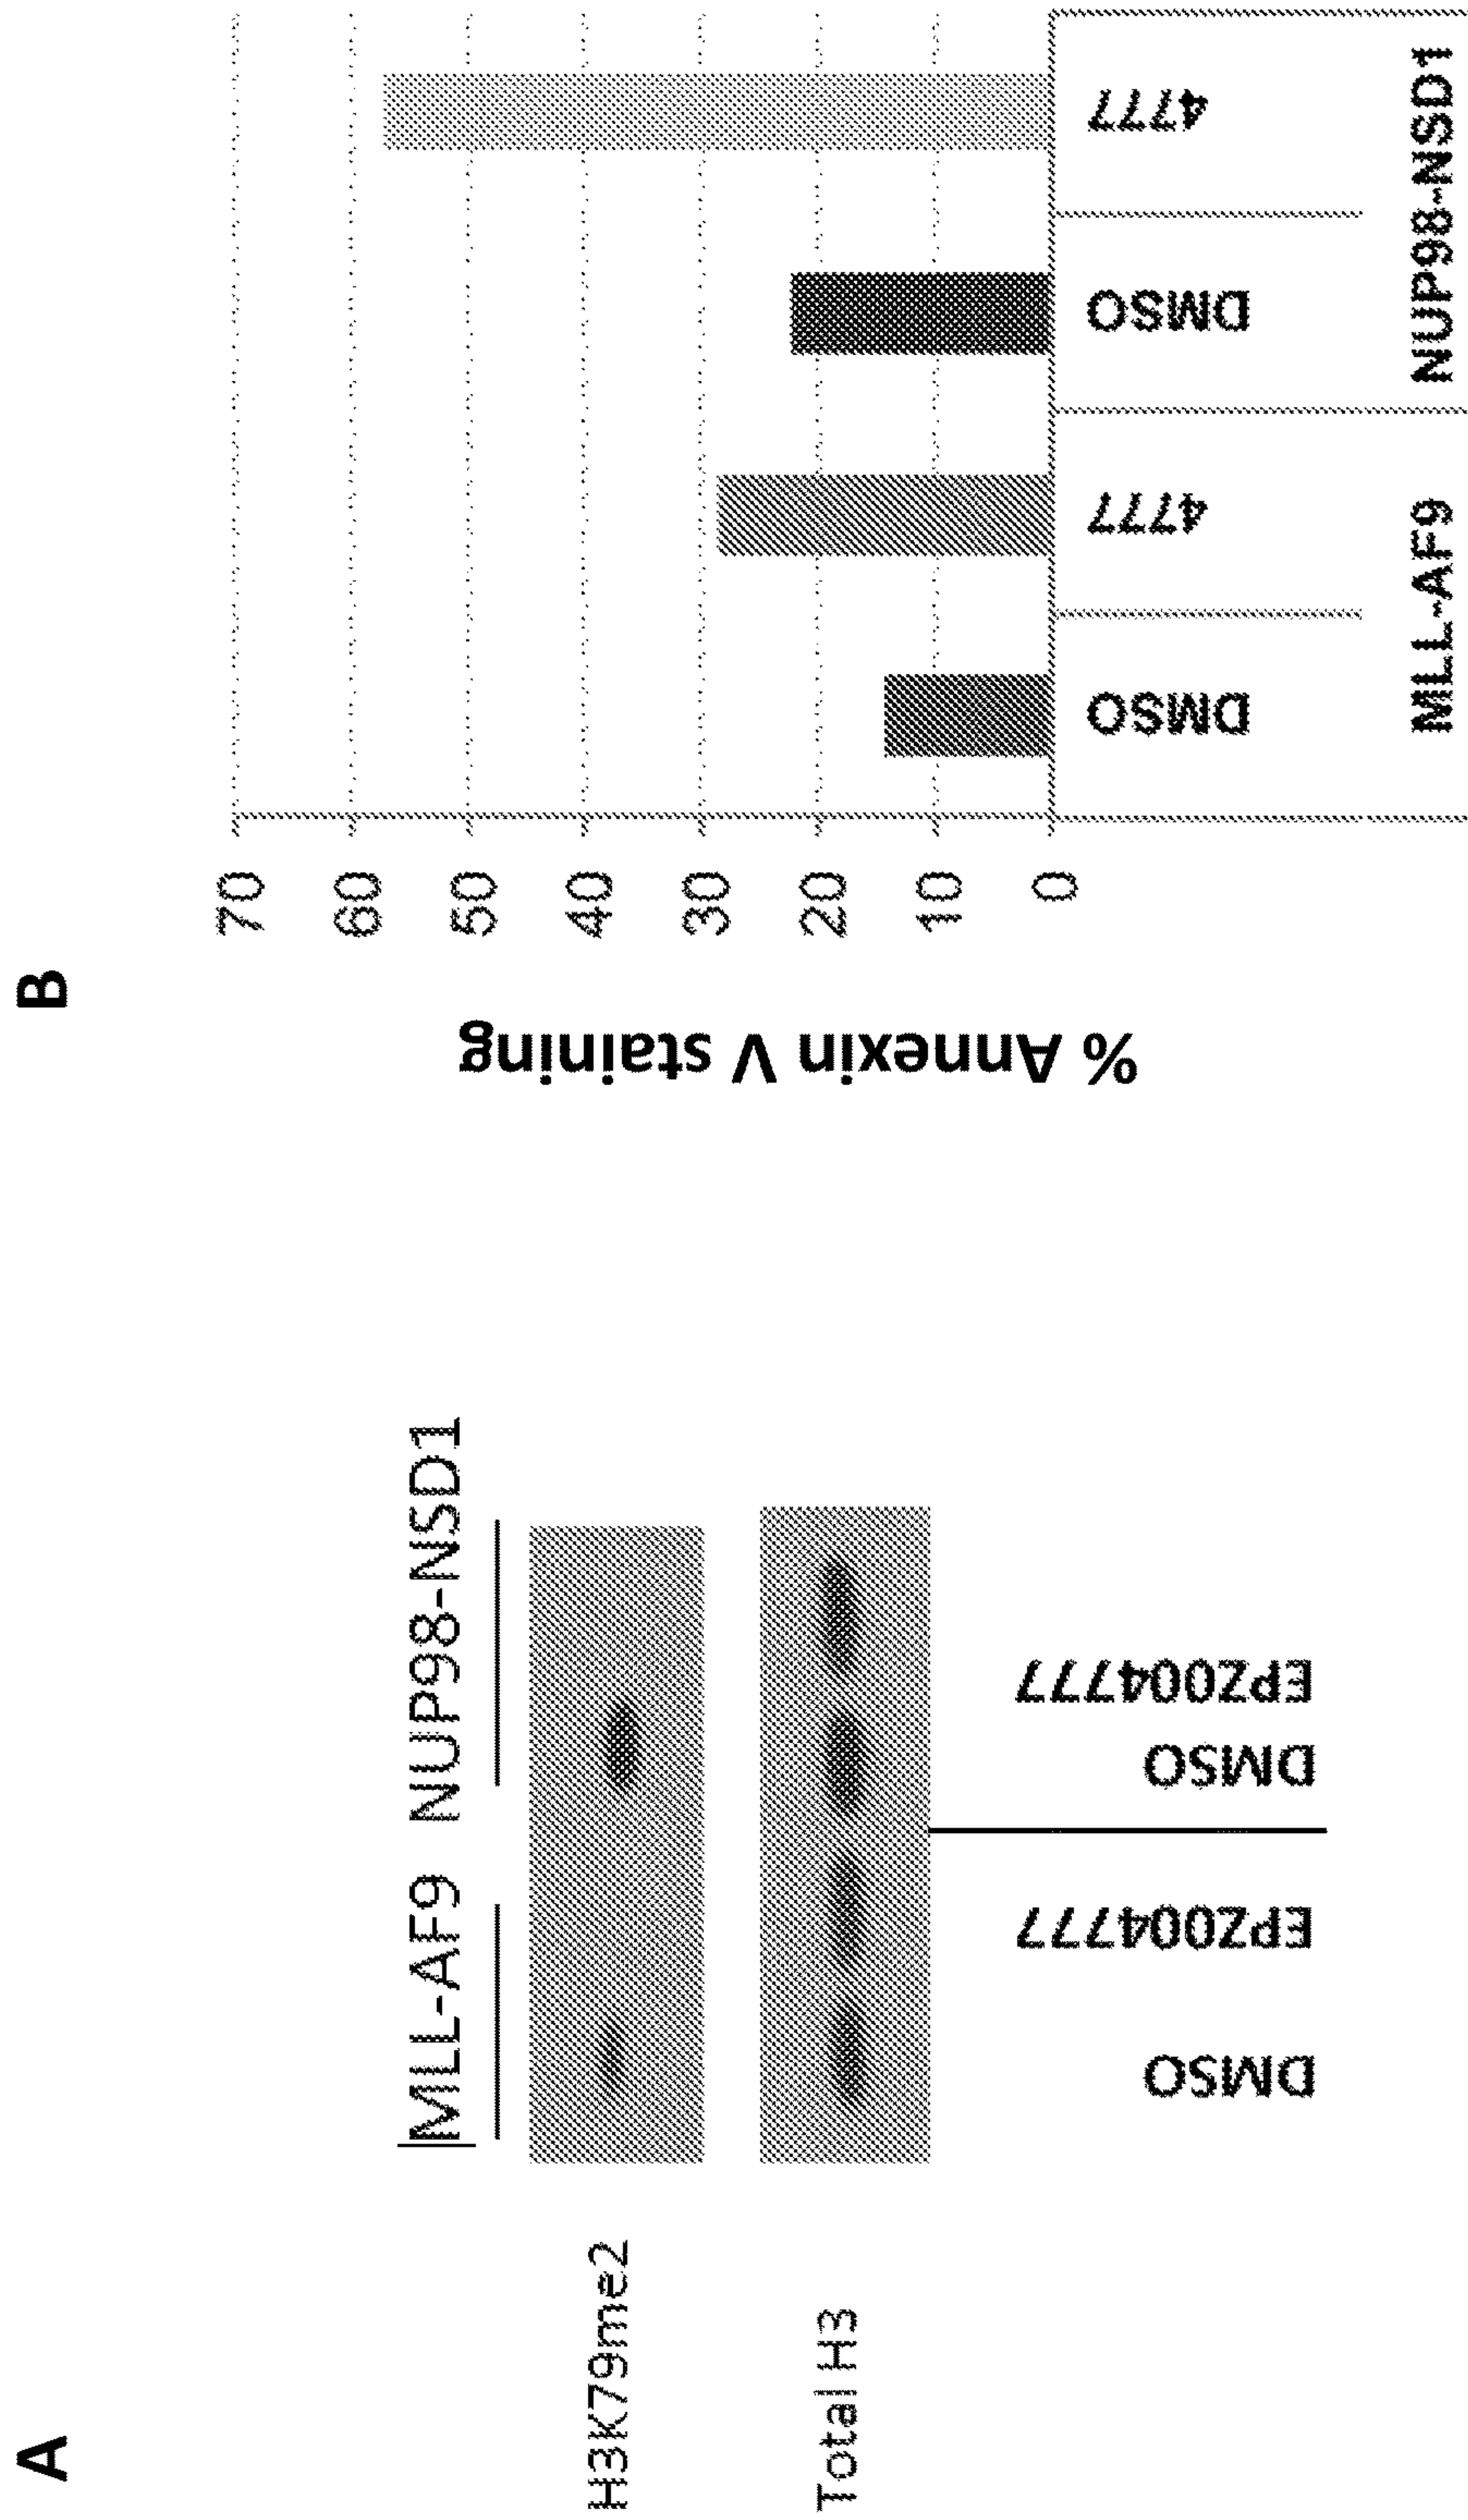 A
MLL-AF9 NUP98-NSD1
H3K79me2
Total H3
DMSO
EPZ004777
DMSO
EPZ004777
B
% Annexin V staining
70
60
50
40
30
20
10
0
DMSO 4777 DMSO 4777
MLL-AF9 NUP98-NSD1